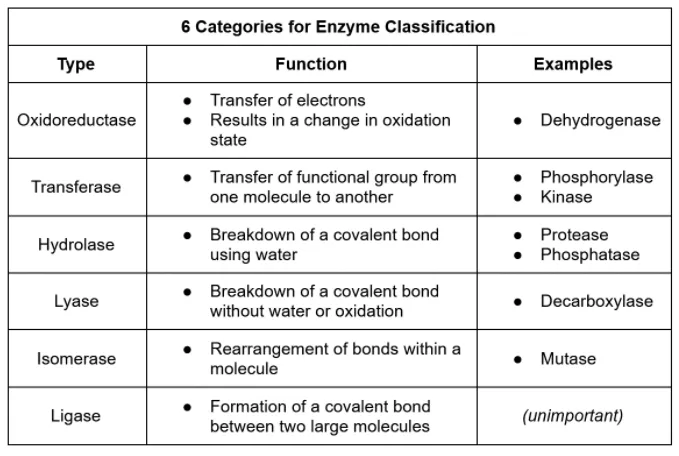 6 Categories for Enzyme Classification
Type Function Examples
Oxidoreductase
● Transfer of electrons
● Results in a change in oxidation
state
● Dehydrogenase
Transferase
● Transfer of functional group from
one molecule to another
● Phosphorylase
● Kinase
Hydrolase
● Breakdown of a covalent bond
using water
● Protease
● Phosphatase
Lyase
● Breakdown of a covalent bond
without water or oxidation
● Decarboxylase
Isomerase
● Rearrangement of bonds within a
molecule
● Mutase
Ligase
● Formation of a covalent bond
between two large molecules
(unimportant)